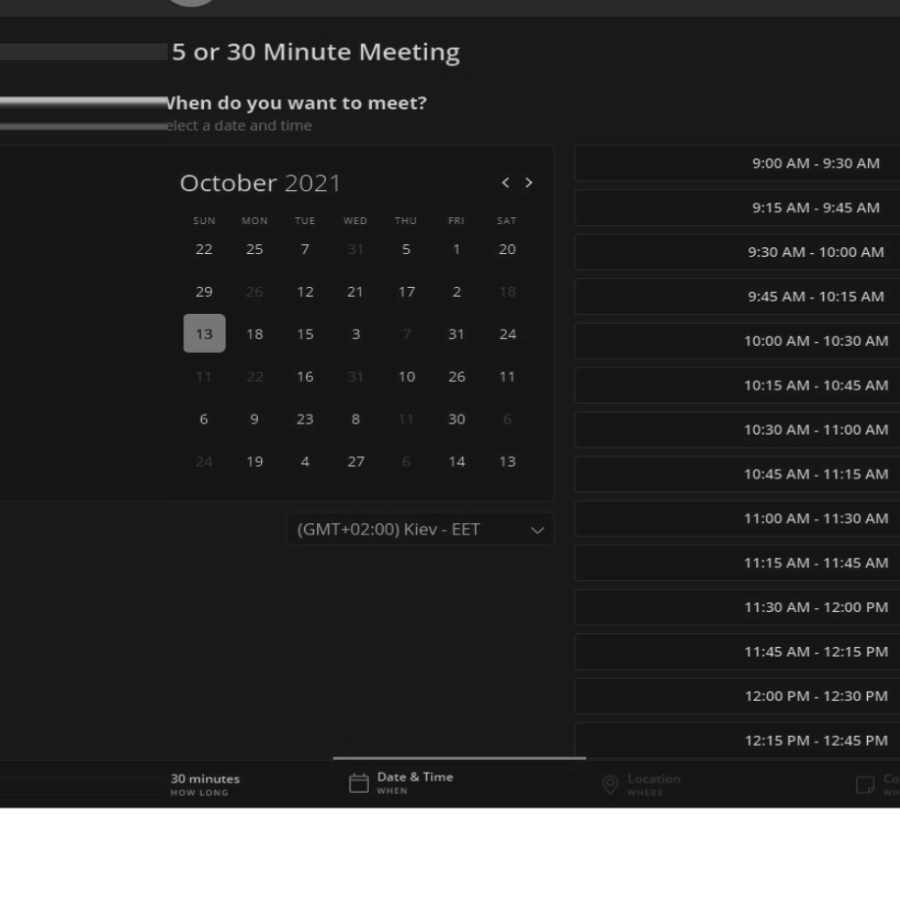 5 or 30 Minute Meeting
When do you want to meet?
elect a date and time
October 2021
SUN MON TUE WED THU FRI SAT
22 25 7 31 5 1 20
29 26 12 21 17 2 18
13 18 15 3 7 31 24
11 22 16 31 10 26 11
6 9 23 8 11 30 6
24 19 4 27 6 14 13
(GMT+02:00) Kiev - EET
9:00 AM - 9:30 AM
9:15 AM - 9:45 AM
9:30 AM - 10:00 AM
9:45 AM - 10:15 AM
10:00 AM - 10:30 AM
10:15 AM - 10:45 AM
10:30 AM - 11:00 AM
10:45 AM - 11:15 AM
11:00 AM - 11:30 AM
11:15 AM - 11:45 AM
11:30 AM - 12:00 PM
11:45 AM - 12:15 PM
12:00 PM - 12:30 PM
12:15 PM - 12:45 PM
30 minutes
HOW LONG
Date & Time
WHEN
Location
WHERE